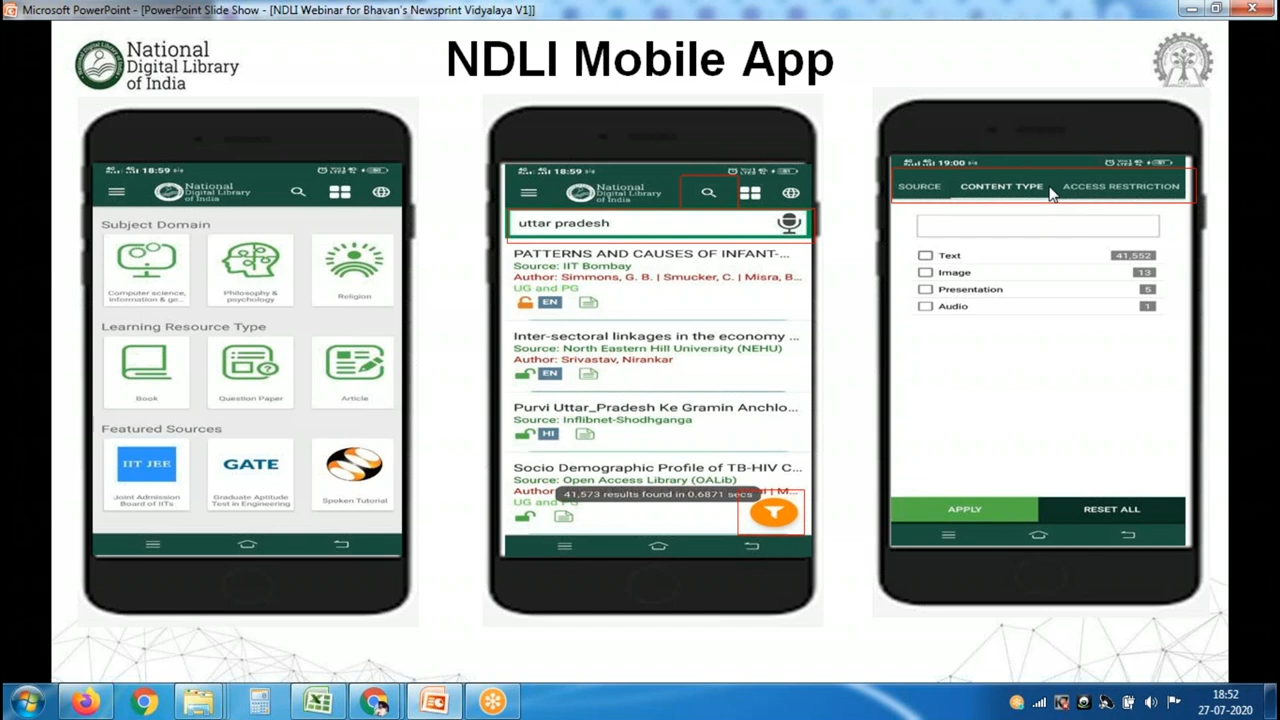 Microsoft PowerPoint - [PowerPoint Slide Show - [NDLI Webinar for Bhavan's Newsprint Vidyalaya V1]]
National
Digital Library
of India
NDLI Mobile App
18:59
National
Digital Library
of India
Subject Domain
Computer science,
information & ge...
Philosophy &
psychology
Religion
Learning Resource Type
Book
Question Paper
Article
Featured Sources
IIT JEE
Joint Admission
Board of IITs
GATE
Graduate Aptitude
Test in Engineering
Spoken Tutorial
18:59
National
Digital Library
of India
uttar pradesh
PATTERNS AND CAUSES OF INFANT-...
Source: IIT Bombay
Author: Simmons, G. B. | Smucker, C. | Misra, B...
UG and PG
EN
Inter-sectoral linkages in the economy ...
Source: North Eastern Hill University (NEHU)
Author: Srivastav, Nirankar
EN
Purvi Uttar_Pradesh Ke Gramin Anchlo...
Source: Inflibnet-Shodhganga
HI
Socio Demographic Profile of TB-HIV C...
Source: Open Access Library (OALib)
Author: | M...
41,573 results found in 0.6871 secs
UG and PG
19:00
SOURCE CONTENT TYPE ACCESS RESTRICTION
Text 41,552
Image 13
Presentation 5
Audio 1
APPLY RESET ALL
18:52
27-07-2020